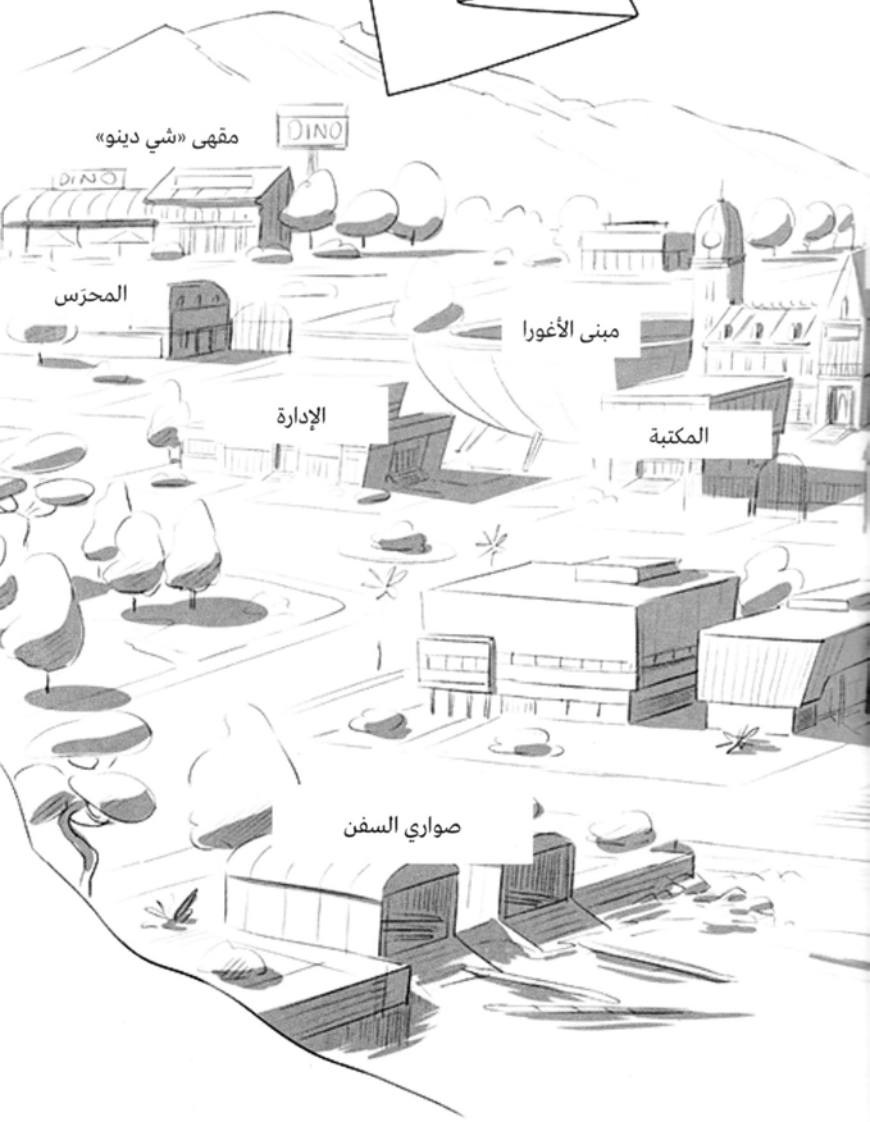 مقهى «شي دينو»
DINO
DINO
المحرَس
مبنى الأغورا
الإدارة
المكتبة
صواري السفن